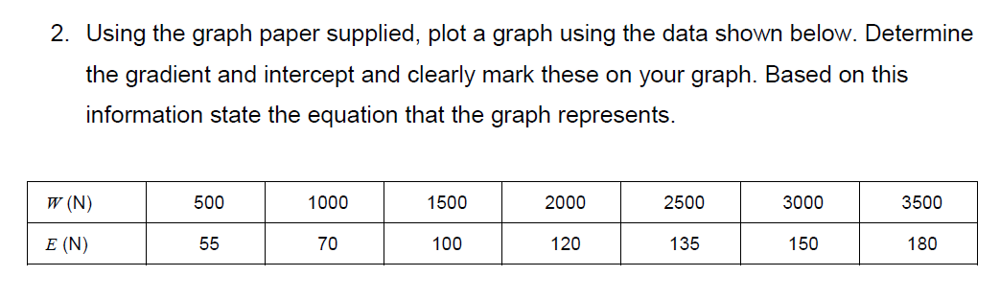 2. Using the graph paper supplied, plot a graph using the data shown below. Determine
the gradient and intercept and clearly mark these on your graph. Based on this
information state the equation that the graph represents.
W (N) 500 1000 1500 2000 2500 3000 3500
E (N) 55 70 100 120 135 150 180